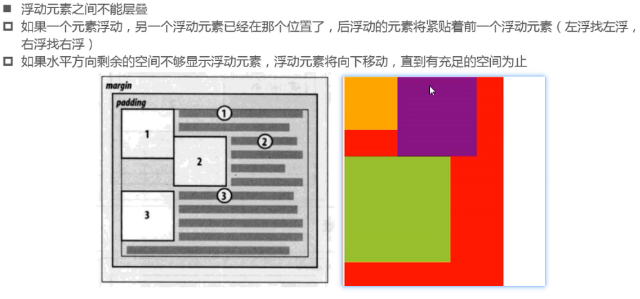 浮动元素之间不能层叠
如果一个元素浮动，另一个浮动元素已经在那个位置了，后浮动的元素将紧贴着前一个浮动元素（左浮找左浮，
右浮找右浮）
如果水平方向剩余的空间不够显示浮动元素，浮动元素将向下移动，直到有充足的空间为止
margin
padding
1
①
2
②
3
③